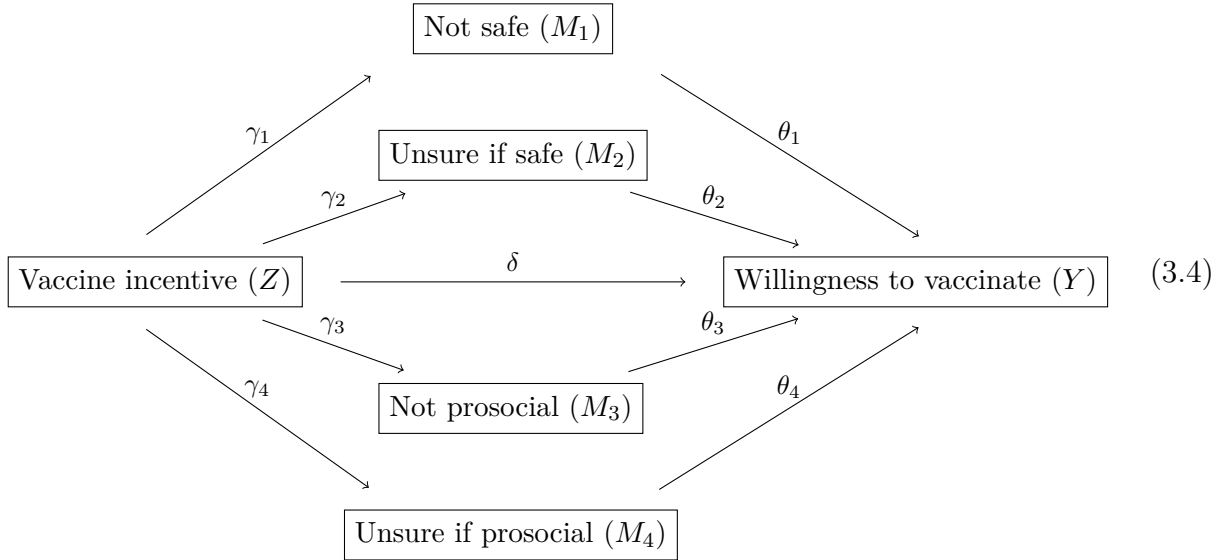 Not safe (M₁)
γ₁
θ₁
Unsure if safe (M₂)
γ₂
θ₂
Vaccine incentive (Z)
δ
Willingness to vaccinate (Y)
(3.4)
γ₃
θ₃
γ₄
θ₄
Not prosocial (M₃)
Unsure if prosocial (M₄)